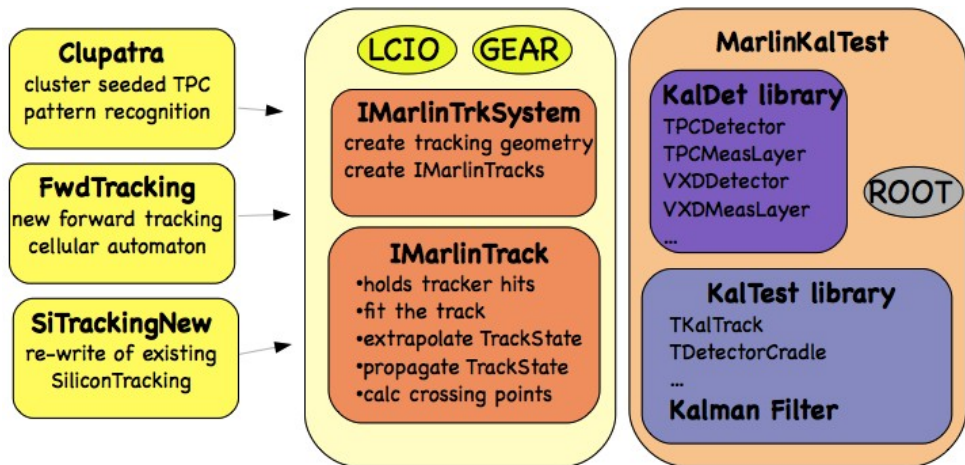 Clupatra
cluster seeded TPC
pattern recognition
FwdTracking
new forward tracking
cellular automaton
SiTrackingNew
re-write of existing
SiliconTracking
LCIO
GEAR
IMarlinTrkSystem
create tracking geometry
create IMarlinTracks
IMarlinTrack
•holds tracker hits
•fit the track
•extrapolate TrackState
•propagate TrackState
•calc crossing points
MarlinKalTest
KalDet library
TPCDetector
TPCMeasLayer
VXDDetector
VXDMeasLayer
...
ROOT
KalTest library
TKalTrack
TDetectorCradle
...
Kalman Filter